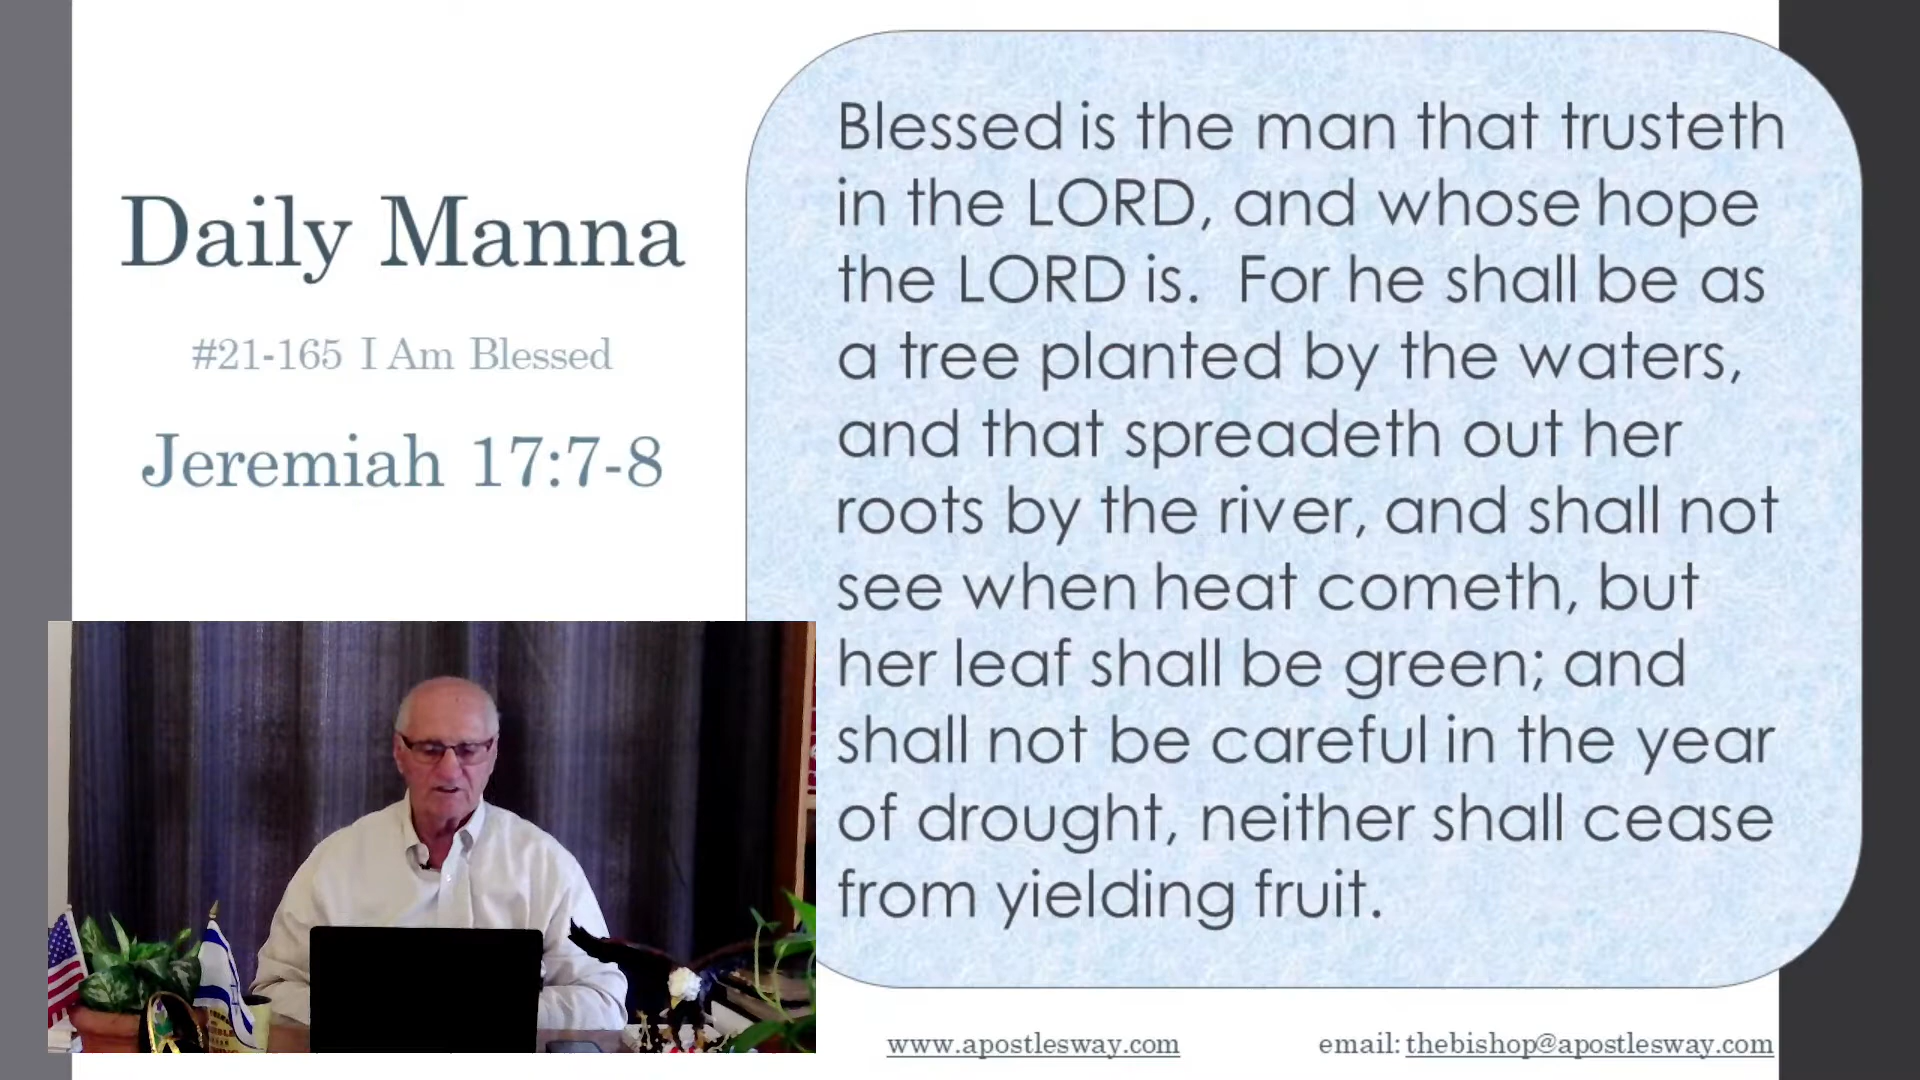 Daily Manna
#21-165 I Am Blessed
Jeremiah 17:7-8
Blessed is the man that trusteth
in the LORD, and whose hope
the LORD is. For he shall be as
a tree planted by the waters,
and that spreadeth out her
roots by the river, and shall not
see when heat cometh, but
her leaf shall be green; and
shall not be careful in the year
of drought, neither shall cease
from yielding fruit.
www.apostlesway.com
email: thebishop@apostlesway.com